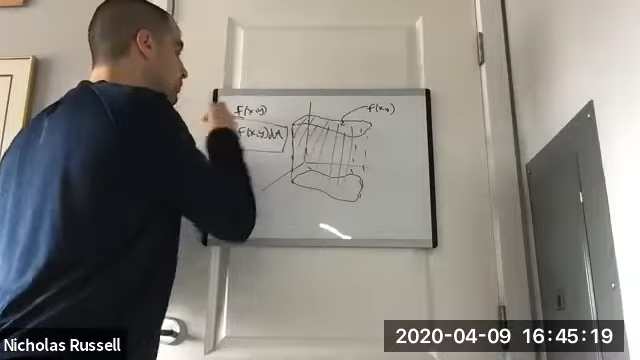 f(x,y)
f(x,y)
F(x,y)dA
Nicholas Russell
2020-04-09 16:45:19